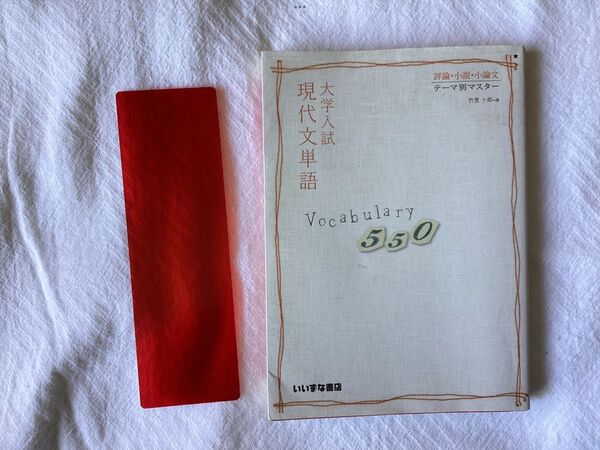 評論・小説・小論文
テーマ別マスター
大学入試
現代文単語
Vocabulary
550
いいずな書店